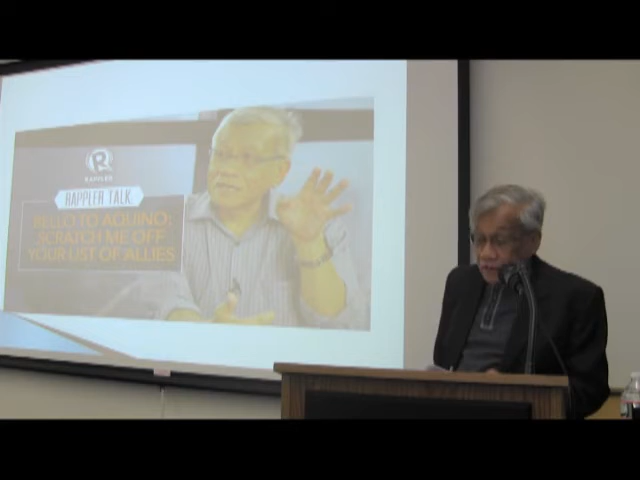 R
RAPPLER
RAPPLER TALK
BELLO TO AQUINO:
SCRATCH ME OFF
YOUR LIST OF ALLIES